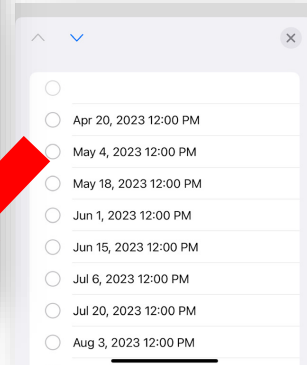 Apr 20, 2023 12:00 PM
May 4, 2023 12:00 PM
May 18, 2023 12:00 PM
Jun 1, 2023 12:00 PM
Jun 15, 2023 12:00 PM
Jul 6, 2023 12:00 PM
Jul 20, 2023 12:00 PM
Aug 3, 2023 12:00 PM